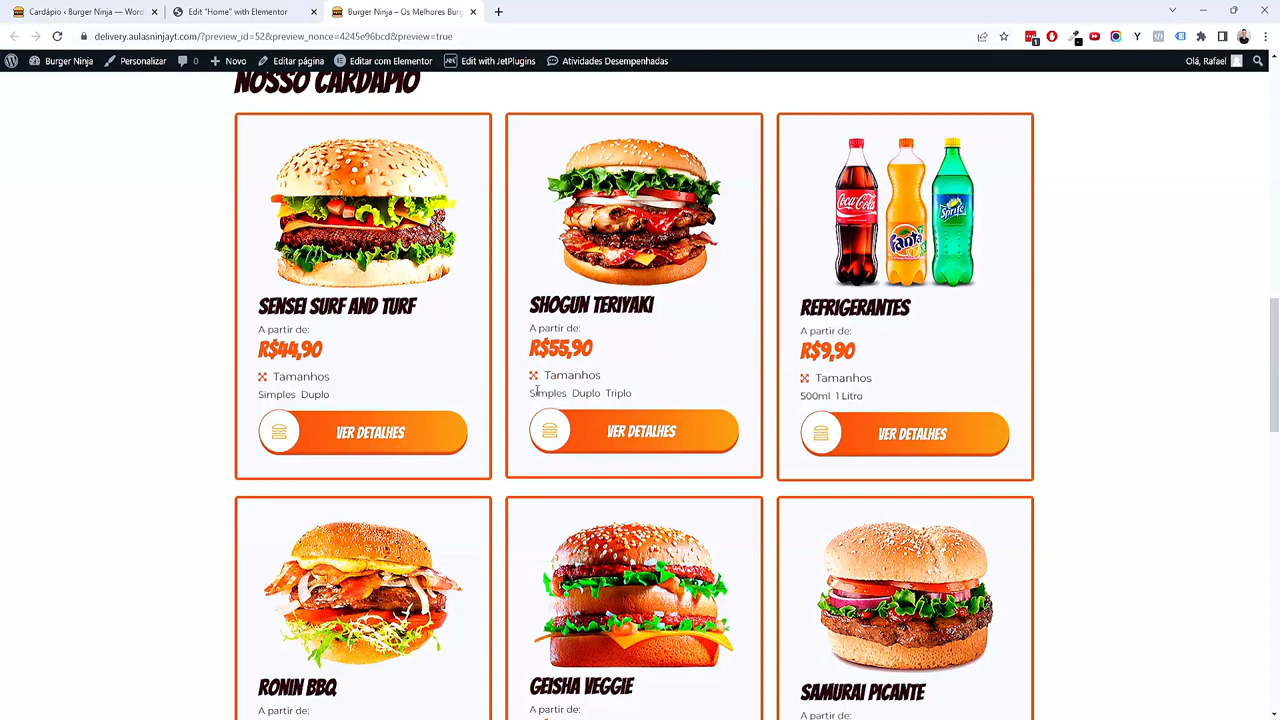 Cardápio ‹ Burger Ninja — Word
Edit "Home" with Elementor
Burger Ninja – Os Melhores Burg
delivery.aulasninjayt.com/?preview_id=52&preview_nonce=4245e96bcd&preview=true
Burger Ninja
Personalizar
0
Novo
Editar página
Editar com Elementor
Edit with JetPlugins
Atividades Desempenhadas
Olá, Rafael
NOSSO CARDÁPIO
Coca-Cola
Fanta
Sprite
SENSEI SURF AND TURF
A partir de:
R$44,90
Tamanhos
Simples Duplo
VER DETALHES
SHOGUN TERIYAKI
A partir de:
R$55,90
Tamanhos
Simples Duplo Triplo
VER DETALHES
REFRIGERANTES
A partir de:
R$9,90
Tamanhos
500ml 1 Litro
VER DETALHES
RONIN BBQ
A partir de:
GEISHA VEGGIE
SAMURAI PICANTE
A partir de: